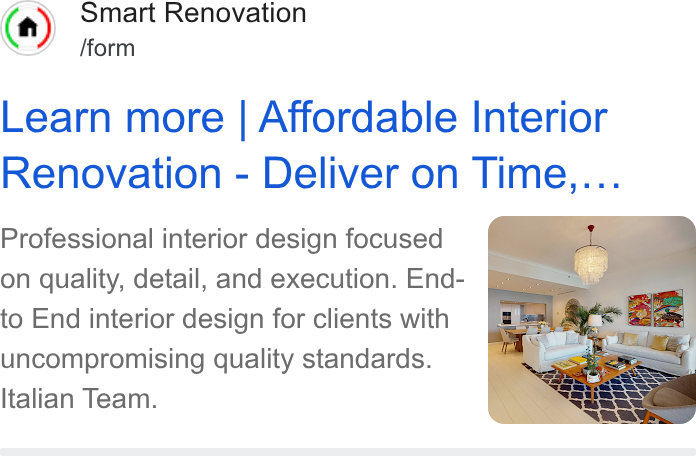 Smart Renovation
/form
Learn more | Affordable Interior
Renovation - Deliver on Time,…
Professional interior design focused
on quality, detail, and execution. End-
to End interior design for clients with
uncompromising quality standards.
Italian Team.